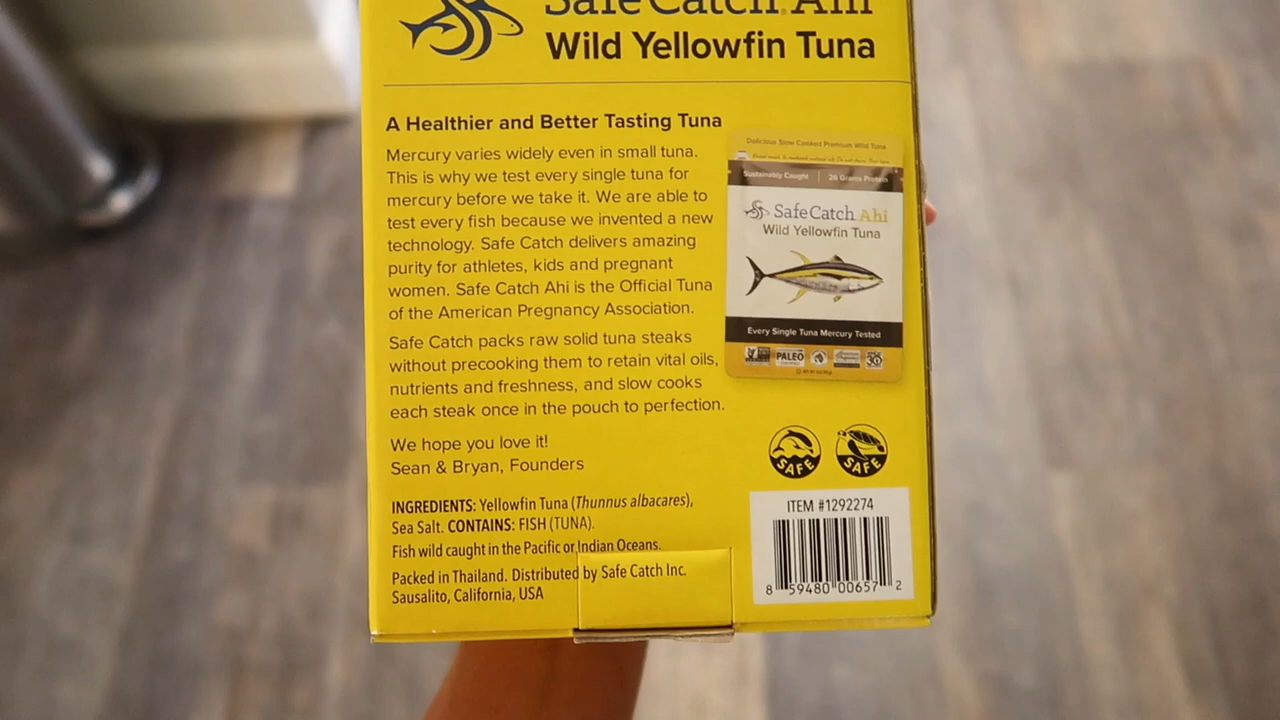 Safe Catch Ahi
Wild Yellowfin Tuna
A Healthier and Better Tasting Tuna
Mercury varies widely even in small tuna.
This is why we test every single tuna for
mercury before we take it. We are able to
test every fish because we invented a new
technology. Safe Catch delivers amazing
purity for athletes, kids and pregnant
women. Safe Catch Ahi is the Official Tuna
of the American Pregnancy Association.
Safe Catch packs raw solid tuna steaks
without precooking them to retain vital oils,
nutrients and freshness, and slow cooks
each steak once in the pouch to perfection.
We hope you love it!
Sean & Bryan, Founders
INGREDIENTS: Yellowfin Tuna (Thunnus albacares),
Sea Salt. CONTAINS: FISH (TUNA).
Fish wild caught in the Pacific or Indian Oceans.
Packed in Thailand. Distributed by Safe Catch Inc.
Sausalito, California, USA
Delicious Slow Cooked Premium Wild Tuna
Sustainably Caught | 26 Grams Protein
Safe Catch Ahi
Wild Yellowfin Tuna
Every Single Tuna Mercury Tested
PALEO
SAFE
SAFE
ITEM #1292274
8 59480 00657 2